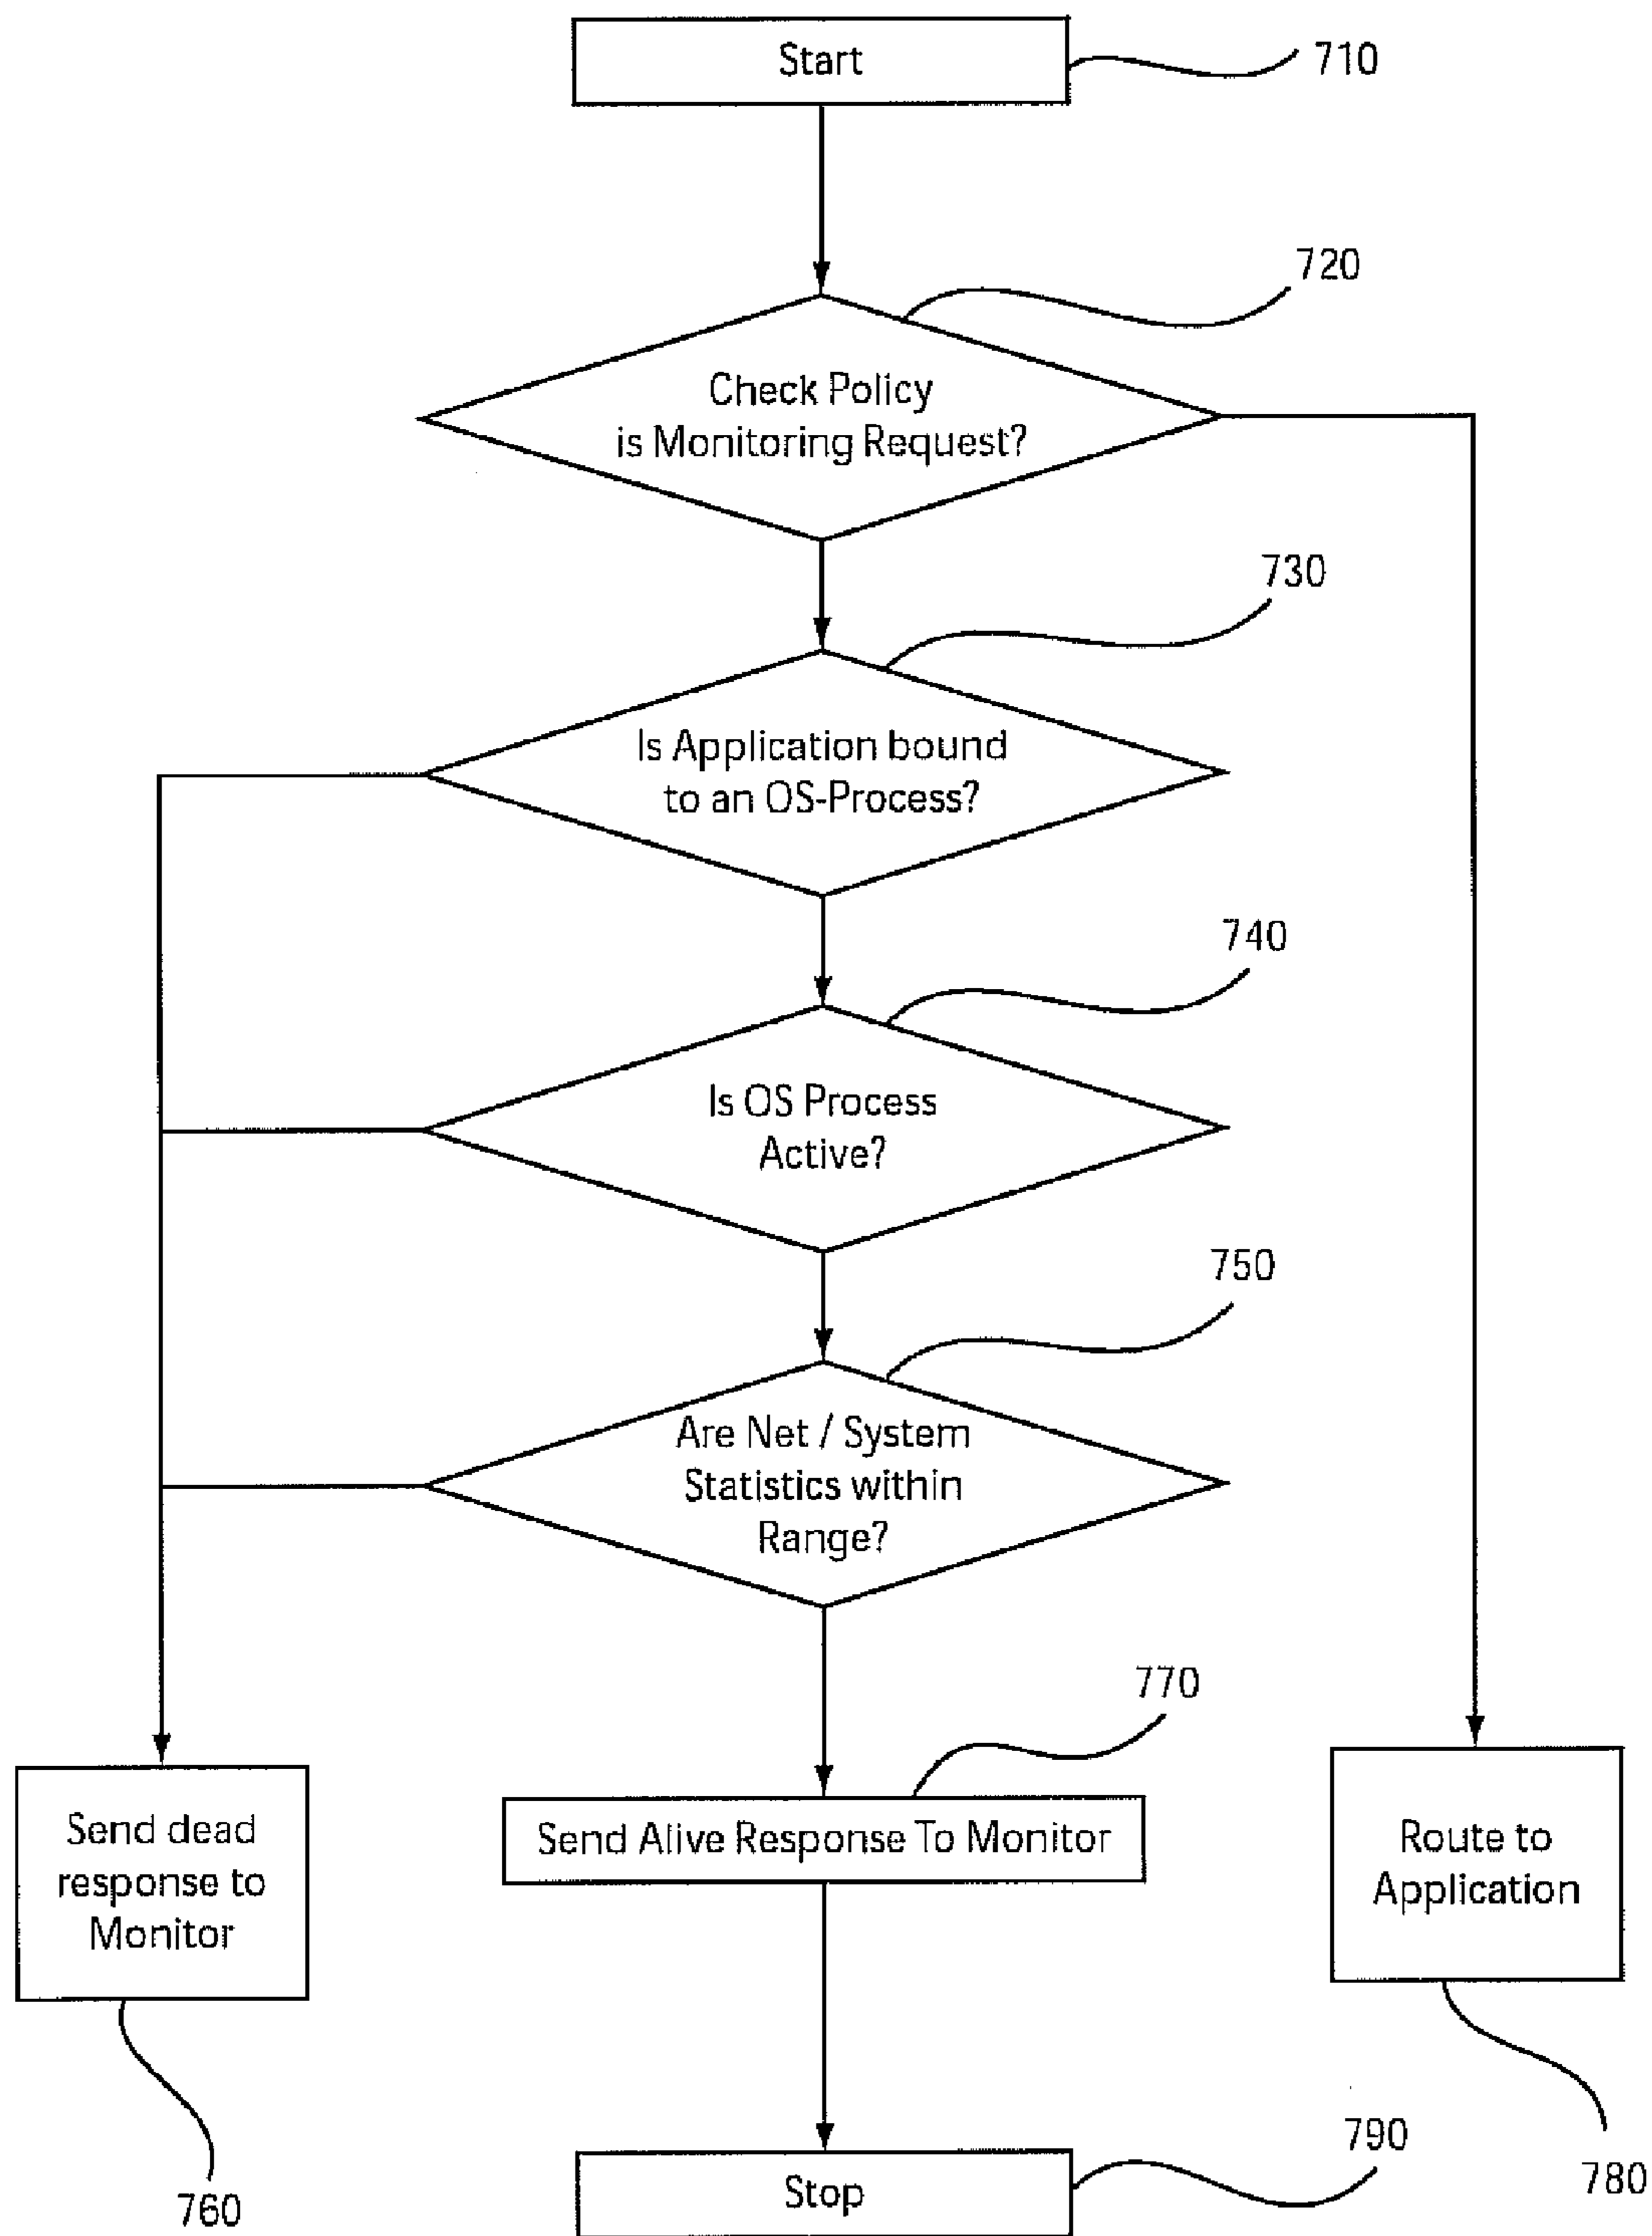 Start
710
720
Check Policy
is Monitoring Request?
730
Is Application bound
to an OS-Process?
740
Is OS Process
Active?
750
Are Net / System
Statistics within
Range?
770
Send dead
response to
Monitor
Send Alive Response To Monitor
Route to
Application
760
Stop
790
780